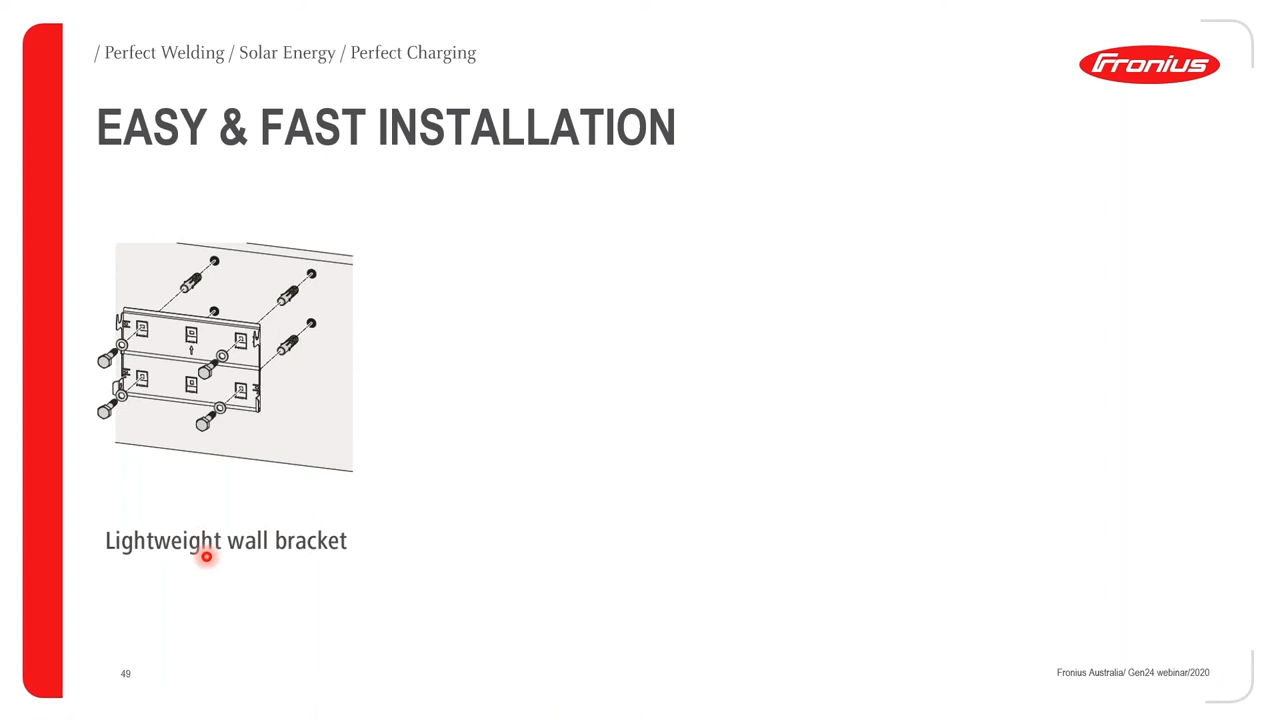 / Perfect Welding / Solar Energy / Perfect Charging
Fronius
EASY & FAST INSTALLATION
Lightweight wall bracket
49
Fronius Australia/ Gen24 webinar/2020